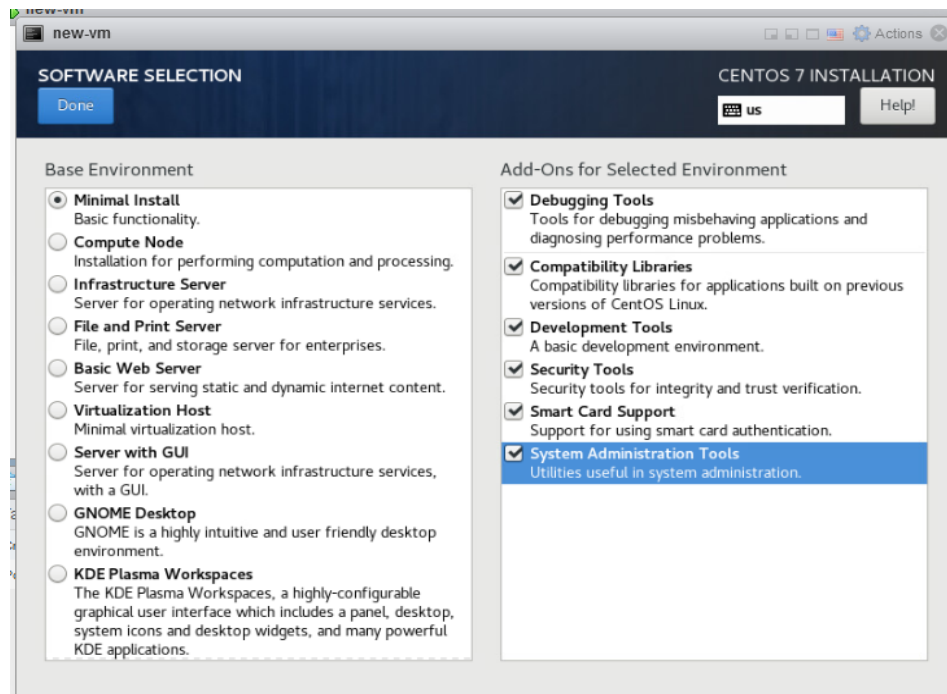 new-vm
new-vm
Actions
SOFTWARE SELECTION
CENTOS 7 INSTALLATION
Done
us
Help!
Base Environment
Minimal Install
Basic functionality.
Compute Node
Installation for performing computation and processing.
Infrastructure Server
Server for operating network infrastructure services.
File and Print Server
File, print, and storage server for enterprises.
Basic Web Server
Server for serving static and dynamic internet content.
Virtualization Host
Minimal virtualization host.
Server with GUI
Server for operating network infrastructure services,
with a GUI.
GNOME Desktop
GNOME is a highly intuitive and user friendly desktop
environment.
KDE Plasma Workspaces
The KDE Plasma Workspaces, a highly-configurable
graphical user interface which includes a panel, desktop,
system icons and desktop widgets, and many powerful
KDE applications.
Add-Ons for Selected Environment
Debugging Tools
Tools for debugging misbehaving applications and
diagnosing performance problems.
Compatibility Libraries
Compatibility libraries for applications built on previous
versions of CentOS Linux.
Development Tools
A basic development environment.
Security Tools
Security tools for integrity and trust verification.
Smart Card Support
Support for using smart card authentication.
System Administration Tools
Utilities useful in system administration.